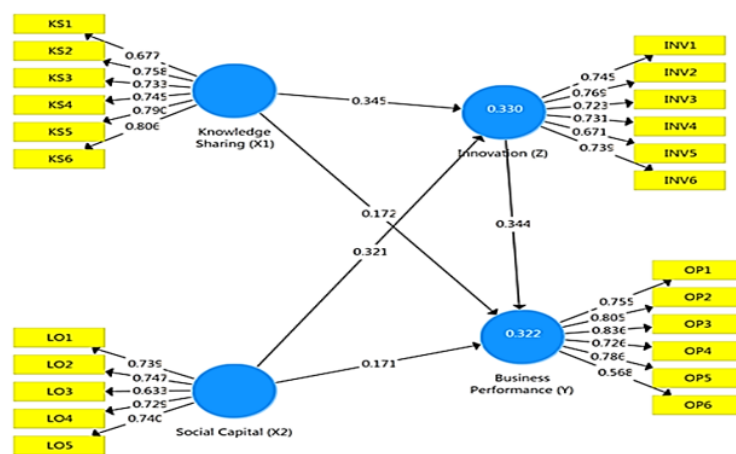 KS1
KS2
KS3
KS4
KS5
KS6
0.677
0.758
0.733
0.745
0.790
0.806
Knowledge
Sharing (X1)
0.345
0.330
Innovation (Z)
0.745
0.769
0.723
0.731
0.671
0.739
INV1
INV2
INV3
INV4
INV5
INV6
0.172
0.321
0.344
LO1
LO2
LO3
LO4
LO5
0.739
0.747
0.633
0.729
0.740
Social Capital (X2)
0.171
0.322
Business
Performance (Y)
0.755
0.805
0.836
0.726
0.786
0.568
OP1
OP2
OP3
OP4
OP5
OP6